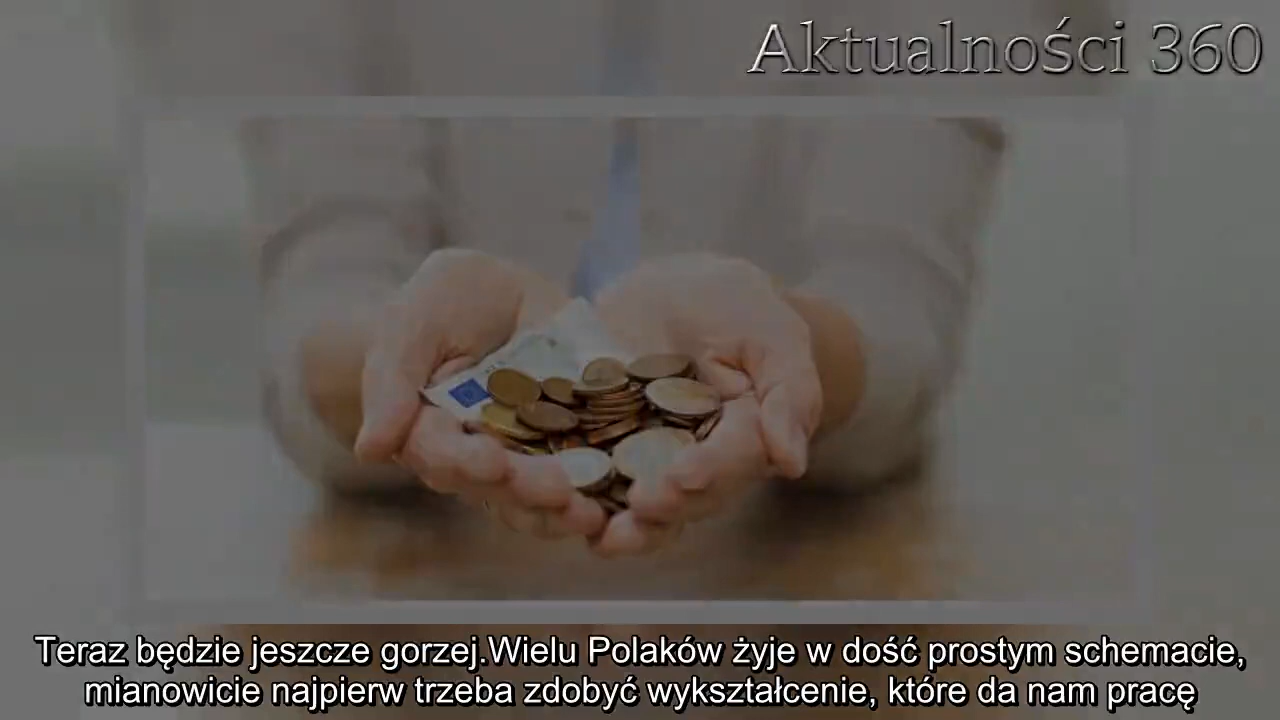 Aktualności 360
Teraz będzie jeszcze gorzej.Wielu Polaków żyje w dość prostym schemacie,
mianowicie najpierw trzeba zdobyć wykształcenie, które da nam pracę